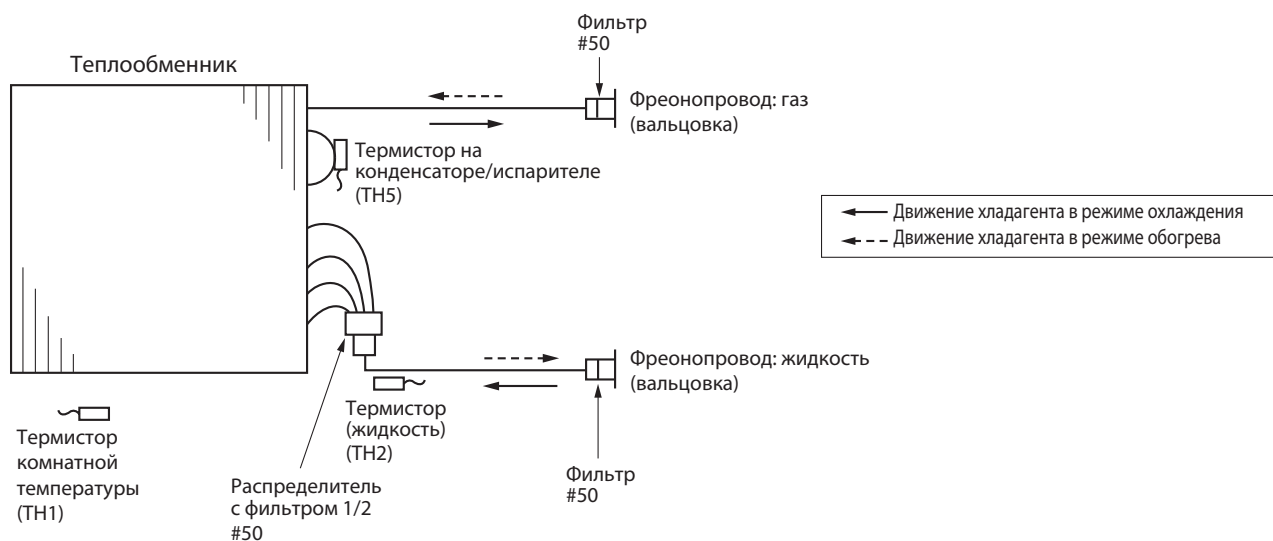 Фильтр
#50
Теплообменник
Фреонопровод: газ
(вальцовка)
Термистор на
конденсаторе/испарителе
(TH5)
Движение хладагента в режиме охлаждения
Движение хладагента в режиме обогрева
Фреонопровод: жидкость
(вальцовка)
Термистор
(жидкость)
(TH2)
Термистор
комнатной
температуры
(TH1)
Распределитель
с фильтром 1/2
#50
Фильтр
#50